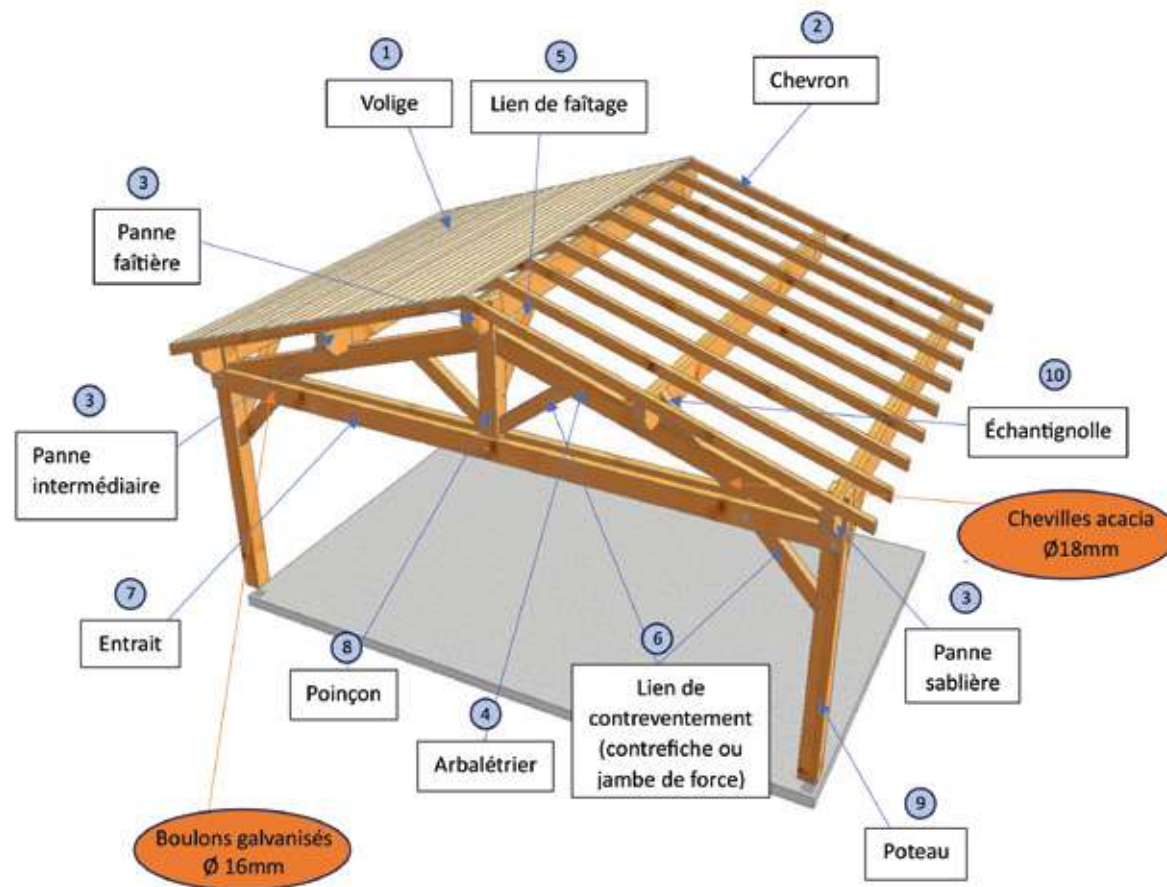 2
Chevron
1
Volige
5
Lien de faîtage
3
Panne
faîtière
10
Échantignolle
3
Panne
intermédiaire
Chevilles acacia
Ø18mm
7
Entrait
8
Poinçon
4
Arbalétrier
6
Lien de
contreventement
(contrefiche ou
jambe de force)
3
Panne
sablière
Boulons galvanisés
Ø 16mm
9
Poteau